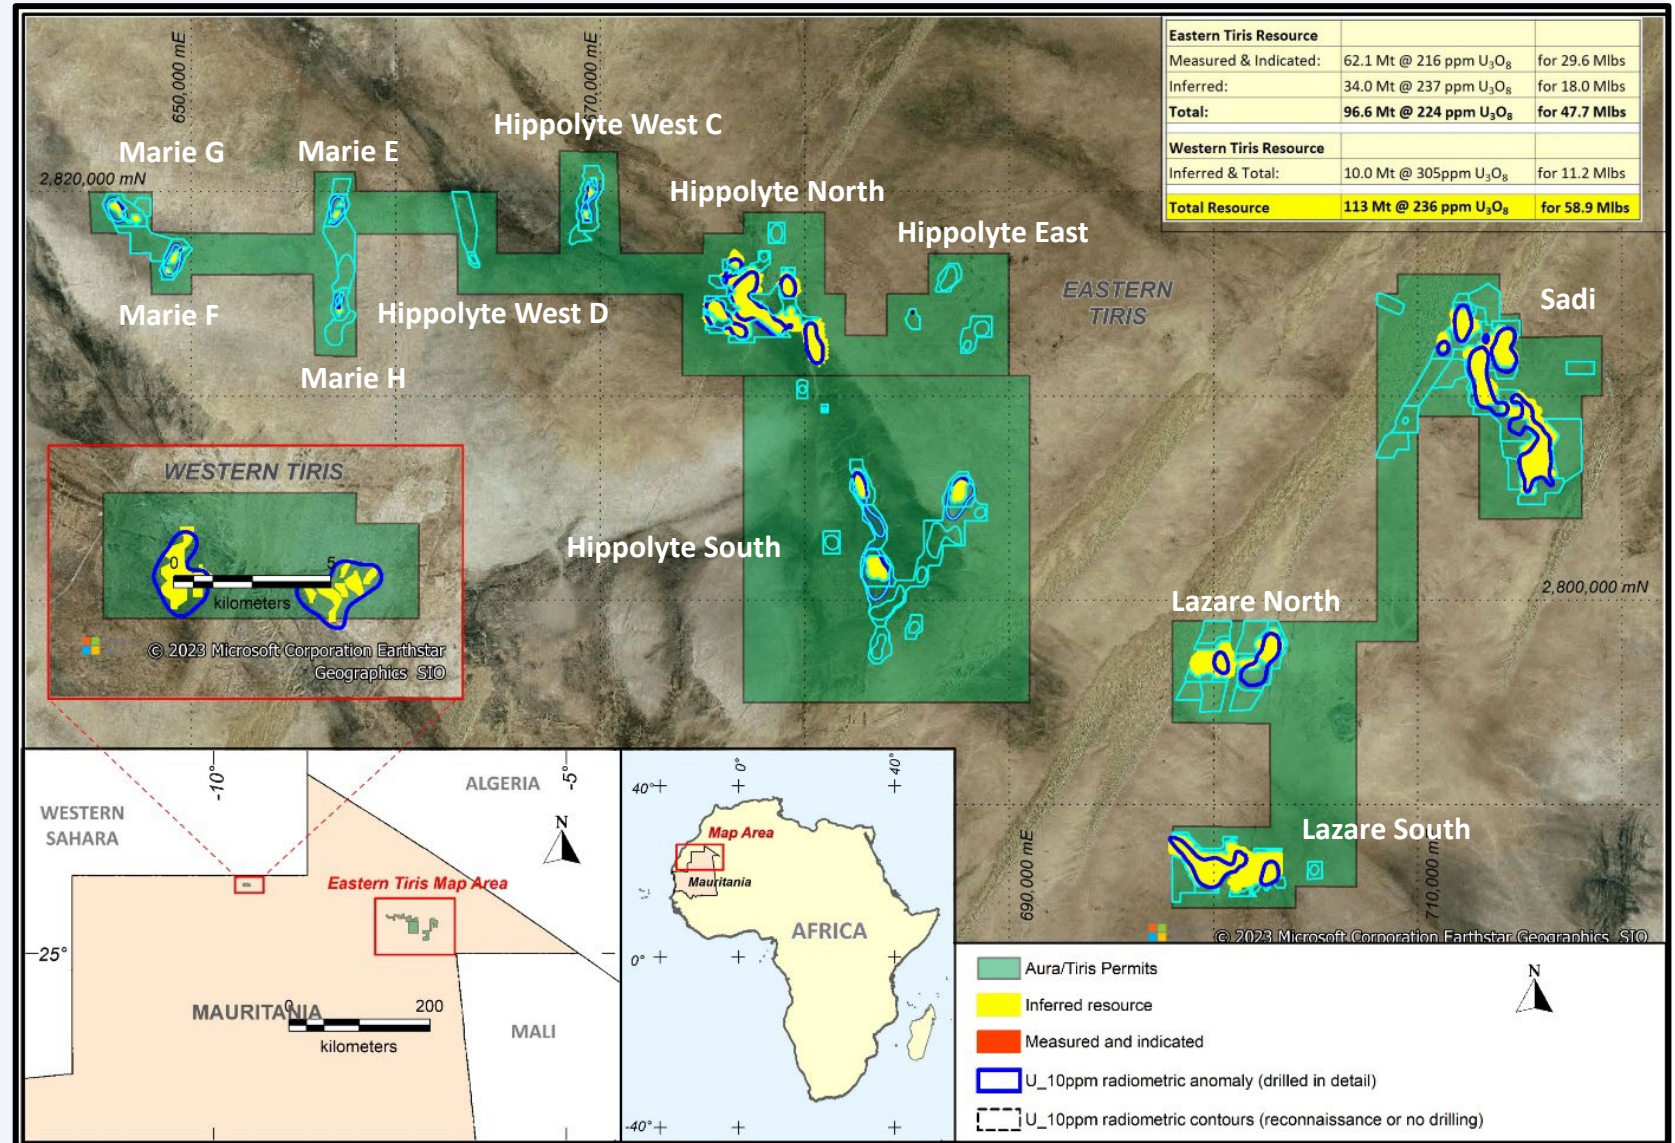 Eastern Tiris Resource
Measured & Indicated: 62.1 Mt @ 216 ppm U₃O₈ for 29.6 Mlbs
Inferred: 34.0 Mt @ 237 ppm U₃O₈ for 18.0 Mlbs
Total: 96.6 Mt @ 224 ppm U₃O₈ for 47.7 Mlbs
Western Tiris Resource
Inferred & Total: 10.0 Mt @ 305ppm U₃O₈ for 11.2 Mlbs
Total Resource 113 Mt @ 236 ppm U₃O₈ for 58.9 Mlbs
650,000 mE
670,000 mE
Hippolyte West C
Marie G
Marie E
2,820,000 mN
Hippolyte North
Hippolyte East
EASTERN
TIRIS
Sadi
Marie F
Hippolyte West D
Marie H
WESTERN TIRIS
0 5
kilometers
© 2023 Microsoft Corporation Earthstar
Geographics SIO
Hippolyte South
2,800,000 mN
Lazare North
Lazare South
690,000 mE
710,000 mE
© 2023 Microsoft Corporation Earthstar Geographics SIO
-10°
-5°
ALGERIA
WESTERN
SAHARA
N
Eastern Tiris Map Area
25°
MAURITANIA
0 200
kilometers
MALI
0°
40°
40°
Map Area
Mauritania
AFRICA
0°
-40°
Aura/Tiris Permits
Inferred resource
Measured and indicated
U_10ppm radiometric anomaly (drilled in detail)
U_10ppm radiometric contours (reconnaissance or no drilling)
N